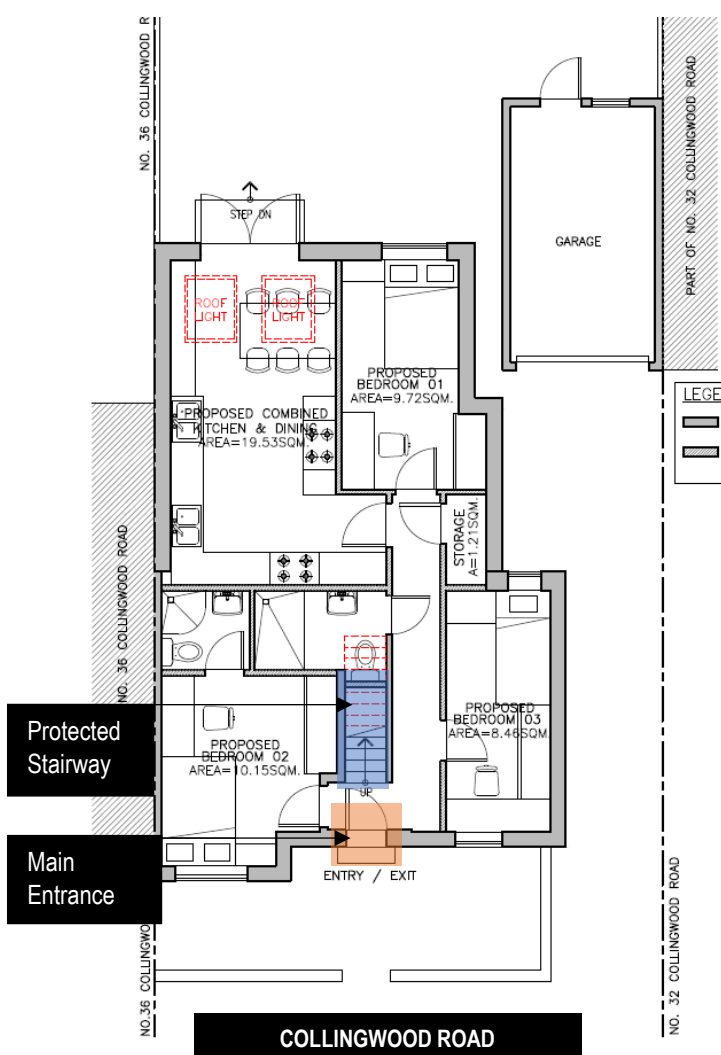 NO. 36 COLLINGWOOD R
PART OF NO. 32 COLLINGWOOD ROAD
STEP DN
GARAGE
ROOF
LIGHT
ROOF
LIGHT
PROPOSED
BEDROOM 01
AREA=9.72SQM.
LEGE
PROPOSED COMBINED
KITCHEN & DINING
AREA=19.53SQM.
STORAGE
A=1.21SQM.
NO. 36 COLLINGWOOD ROAD
Protected
Stairway
PROPOSED
BEDROOM 03
AREA=8.46SQM.
PROPOSED
BEDROOM 02
AREA=10.15SQM.
UP
Main
Entrance
ENTRY / EXIT
NO.36 COLLINGWOOD
NO. 32 COLLINGWOOD ROAD
COLLINGWOOD ROAD